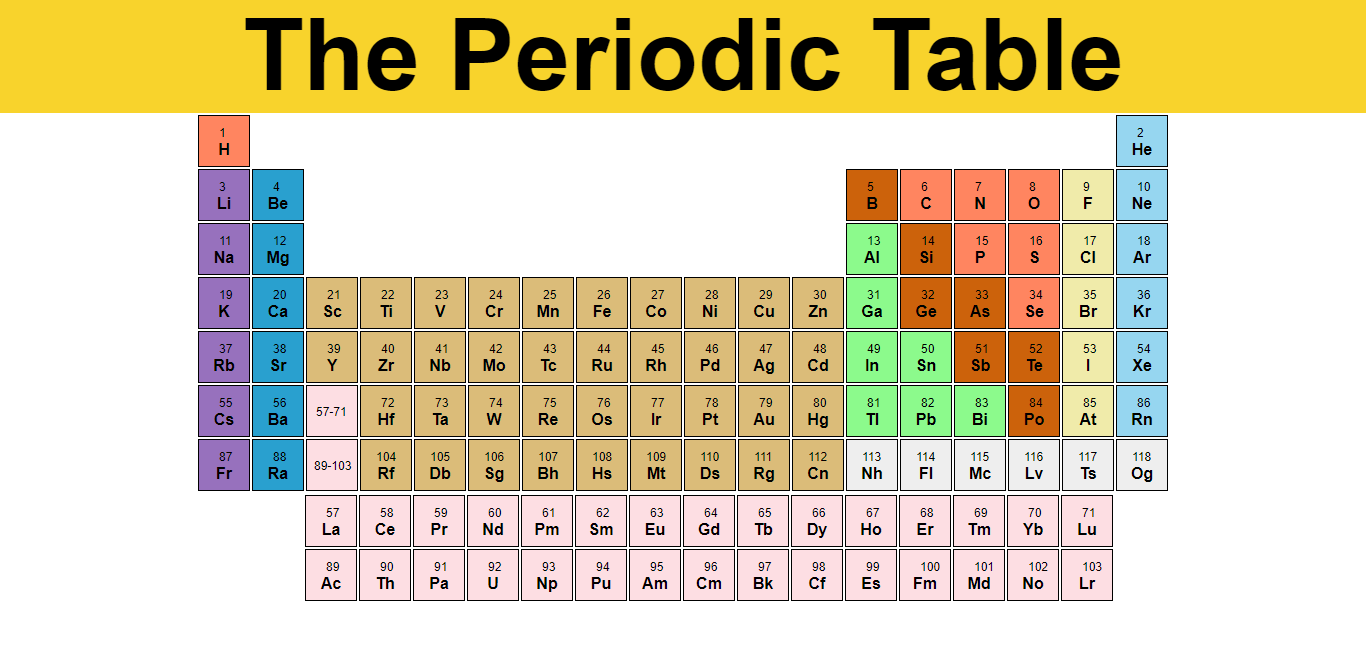 The Periodic Table
1 2
H He
3 4 5 6 7 8 9 10
Li Be B C N O F Ne
11 12 13 14 15 16 17 18
Na Mg Al Si P S Cl Ar
19 20 21 22 23 24 25 26 27 28 29 30 31 32 33 34 35 36
K Ca Sc Ti V Cr Mn Fe Co Ni Cu Zn Ga Ge As Se Br Kr
37 38 39 40 41 42 43 44 45 46 47 48 49 50 51 52 53 54
Rb Sr Y Zr Nb Mo Tc Ru Rh Pd Ag Cd In Sn Sb Te I Xe
55 56 57-71 72 73 74 75 76 77 78 79 80 81 82 83 84 85 86
Cs Ba Hf Ta W Re Os Ir Pt Au Hg Tl Pb Bi Po At Rn
87 88 89-103 104 105 106 107 108 109 110 111 112 113 114 115 116 117 118
Fr Ra Rf Db Sg Bh Hs Mt Ds Rg Cn Nh Fl Mc Lv Ts Og
57 58 59 60 61 62 63 64 65 66 67 68 69 70 71
La Ce Pr Nd Pm Sm Eu Gd Tb Dy Ho Er Tm Yb Lu
89 90 91 92 93 94 95 96 97 98 99 100 101 102 103
Ac Th Pa U Np Pu Am Cm Bk Cf Es Fm Md No Lr